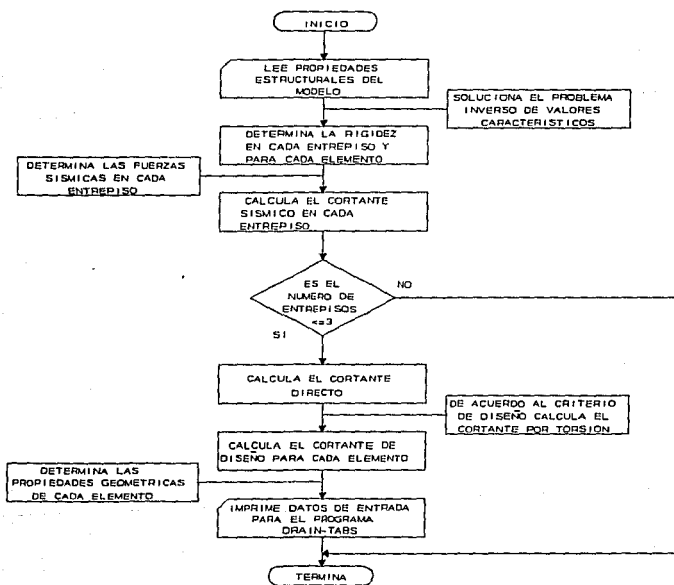 INICIO
LEE PROPIEDADES
ESTRUCTURALES DEL
MODELO
SOLUCIONA EL PROBLEMA
INVERSO DE VALORES
CARACTERISTICOS
DETERMINA LA RIGIDEZ
EN CADA ENTREPISO Y
PARA CADA ELEMENTO
DETERMINA LAS FUERZAS
SISMICAS EN CADA
ENTREPISO
CALCULA EL CORTANTE
SISMICO EN CADA
ENTREPISO
ES EL
NUMERO DE
ENTREPISOS
<=3
NO
SI
CALCULA EL CORTANTE
DIRECTO
DE ACUERDO AL CRITERIO
DE DISEÑO CALCULA EL
CORTANTE POR TORSION
CALCULA EL CORTANTE DE
DISEÑO PARA CADA ELEMENTO
DETERMINA LAS
PROPIEDADES GEOMETRICAS
DE CADA ELEMENTO
IMPRIME DATOS DE ENTRADA
PARA EL PROGRAMA
DRAIN-TABS
TERMINA